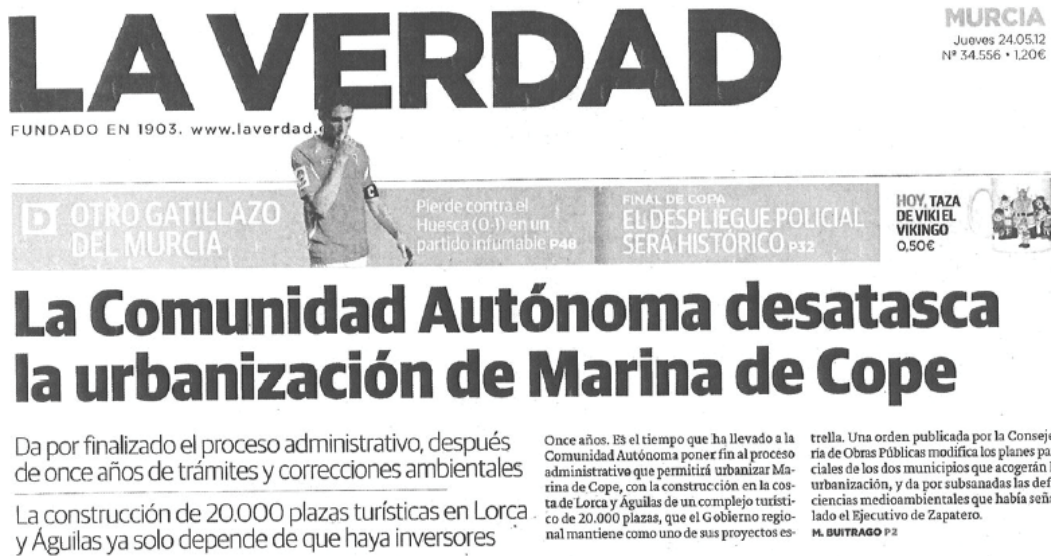 LA VERDAD
MURCIA
Jueves 24.05.12
Nº 34.556 • 1,20€
FUNDADO EN 1903. www.laverdad.
D
OTRO GATILLAZO
DEL MURCIA
Pierde contra el
Huesca (0-1) en un
partido infumable P48
FINAL DE COPA
EL DESPLIEGUE POLICIAL
SERÁ HISTÓRICO P32
HOY, TAZA
DE VIKI EL
VIKINGO
0,50€
C
La Comunidad Autónoma desatasca
la urbanización de Marina de Cope
Da por finalizado el proceso administrativo, después
de once años de trámites y correcciones ambientales
La construcción de 20.000 plazas turísticas en Lorca
y Águilas ya solo depende de que haya inversores
Once años. Es el tiempo que ha llevado a la
Comunidad Autónoma poner fin al proceso
administrativo que permitirá urbanizar Ma-
rina de Cope, con la construcción en la cos-
ta de Lorca y Águilas de un complejo turísti-
co de 20.000 plazas, que el Gobierno regio-
nal mantiene como uno de sus proyectos es-
trella. Una orden publicada por la Conseje
ría de Obras Públicas modifica los planes pa
ciales de los dos municipios que acogerán l
urbanización, y da por subsanadas las def
ciencias medioambientales que había seña
lado el Ejecutivo de Zapatero.
M. BUITRAGO P2